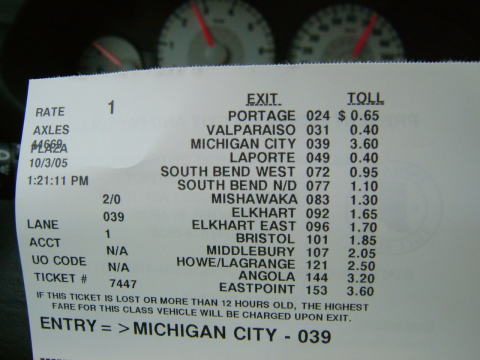 RATE 1
AXLES
PLAZA
10/3/05
1:21:11 PM
2/0
039
LANE 1
ACCT N/A
UO CODE N/A
TICKET # 7447
EXIT TOLL
PORTAGE 024 $ 0.65
VALPARAISO 031 0.40
MICHIGAN CITY 039 3.60
LAPORTE 049 0.40
SOUTH BEND WEST 072 0.95
SOUTH BEND N/D 077 1.10
MISHAWAKA 083 1.30
ELKHART 092 1.65
ELKHART EAST 096 1.70
BRISTOL 101 1.85
MIDDLEBURY 107 2.05
HOWE/LAGRANGE 121 2.50
ANGOLA 144 3.20
EASTPOINT 153 3.60
IF THIS TICKET IS LOST OR MORE THAN 12 HOURS OLD, THE HIGHEST
FARE FOR THIS CLASS VEHICLE WILL BE CHARGED UPON EXIT.
ENTRY = > MICHIGAN CITY - 039